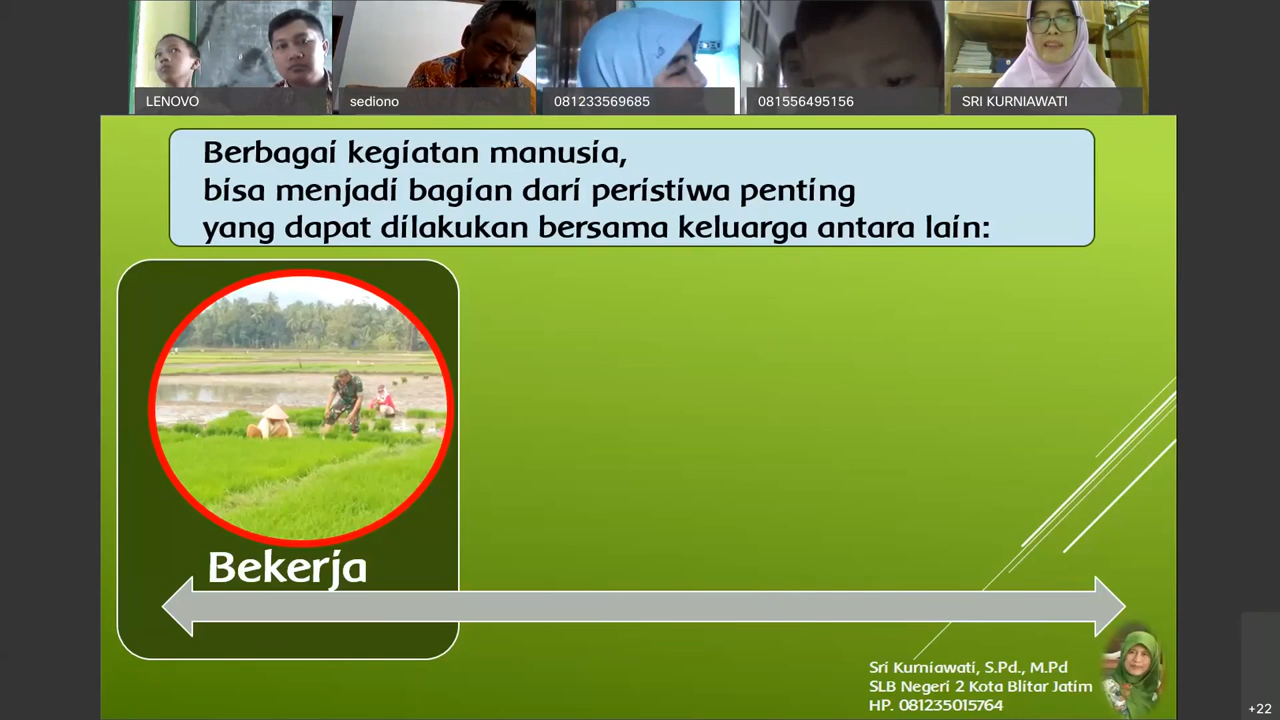 LENOVO
sediono
081233569685
081556495156
SRI KURNIAWATI
Berbagai kegiatan manusia,
bisa menjadi bagian dari peristiwa penting
yang dapat dilakukan bersama keluarga antara lain:
Bekerja
Sri Kurniawati, S.Pd., M.Pd
SLB Negeri 2 Kota Blitar Jatim
HP. 081235015764
+22